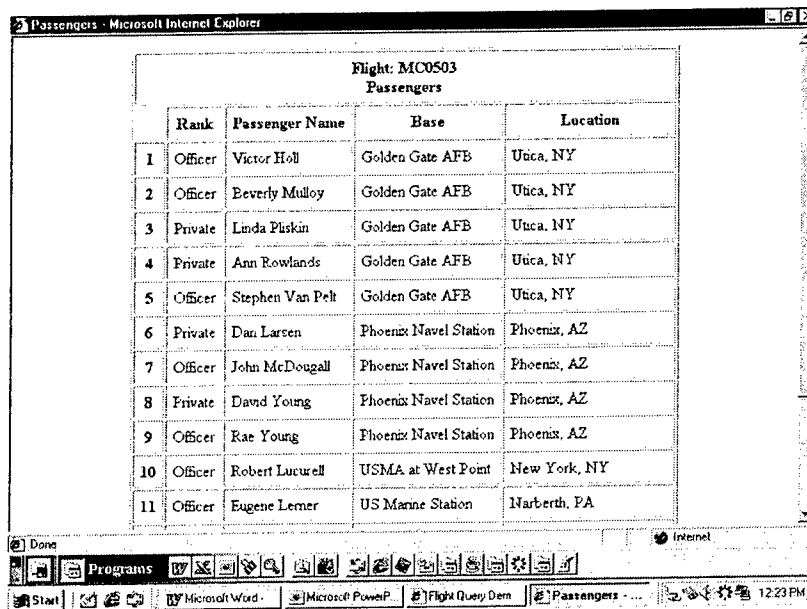 Passengers - Microsoft Internet Explorer
Flight: MC0503
Passengers
Rank Passenger Name Base Location
1 Officer Victor Holl Golden Gate AFB Utica, NY
2 Officer Beverly Mulloy Golden Gate AFB Utica, NY
3 Private Linda Pliskin Golden Gate AFB Utica, NY
4 Private Ann Rowlands Golden Gate AFB Utica, NY
5 Officer Stephen Van Pelt Golden Gate AFB Utica, NY
6 Private Dan Larsen Phoenix Navel Station Phoenix, AZ
7 Officer John McDougall Phoenix Navel Station Phoenix, AZ
8 Private David Young Phoenix Navel Station Phoenix, AZ
9 Officer Rae Young Phoenix Navel Station Phoenix, AZ
10 Officer Robert Lucurell USMA at West Point New York, NY
11 Officer Eugene Lerner US Marine Station Narberth, PA
Done Internet
Programs
Start Microsoft Word - Microsoft PowerP... Flight Query Dem Passengers - ... 12:23 PM